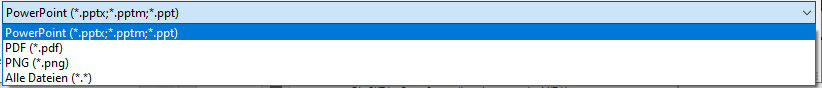 PowerPoint (*.pptx;*.pptm;*.ppt)
PowerPoint (*.pptx;*.pptm;*.ppt)
PDF (*.pdf)
PNG (*.png)
Alle Dateien (*.*)